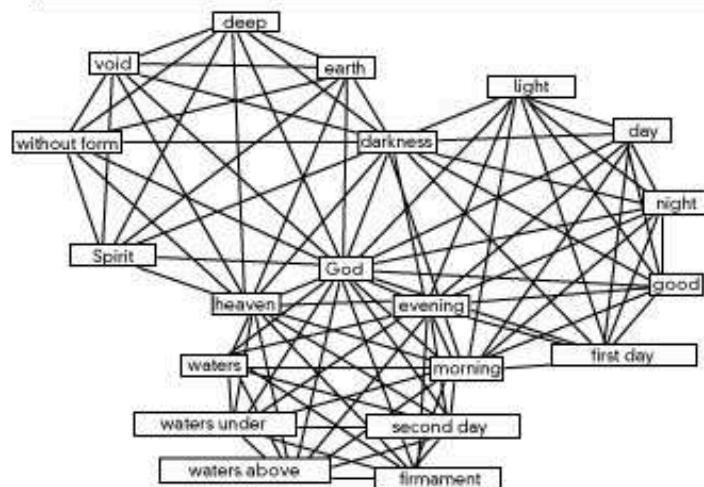 deep
void
earth
light
day
without form
darkness
night
Spirit
God
good
heaven
evening
first day
waters
morning
waters under
second day
waters above
firmament